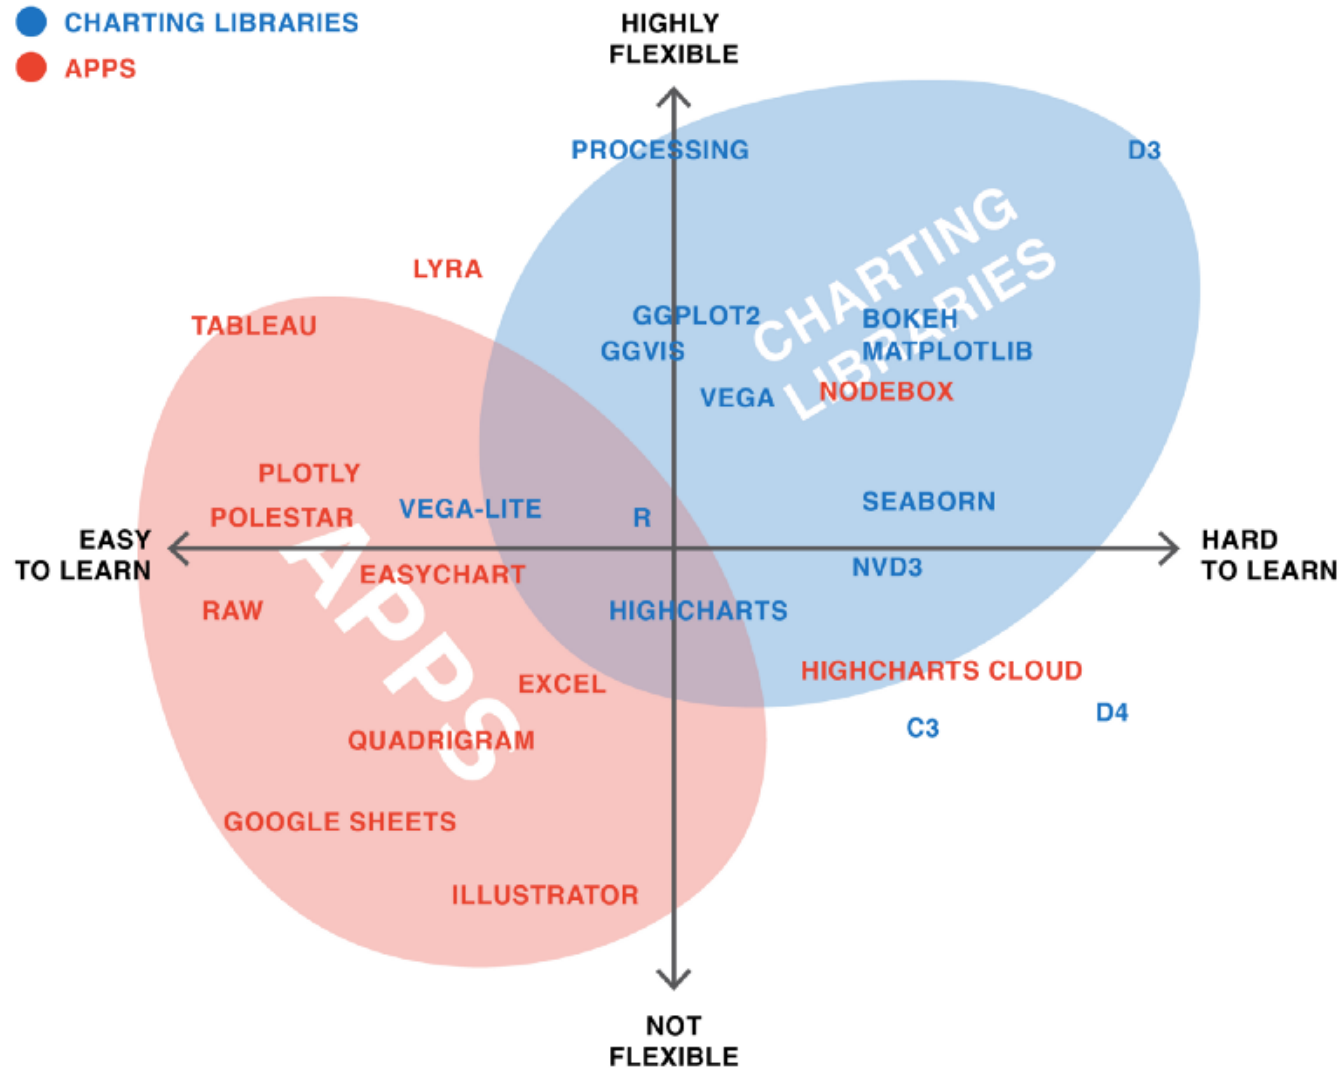 CHARTING LIBRARIES
APPS
HIGHLY
FLEXIBLE
PROCESSING
D3
CHARTING
LIBRARIES
LYRA
TABLEAU
GGPLOT2
BOKEH
GGVIS
MATPLOTLIB
VEGA
NODEBOX
PLOTLY
VEGA-LITE
SEABORN
POLESTAR
R
EASY
TO LEARN
HARD
TO LEARN
APPS
EASYCHART
NVD3
RAW
HIGHCHARTS
EXCEL
HIGHCHARTS CLOUD
D4
C3
QUADRIGRAM
GOOGLE SHEETS
ILLUSTRATOR
NOT
FLEXIBLE